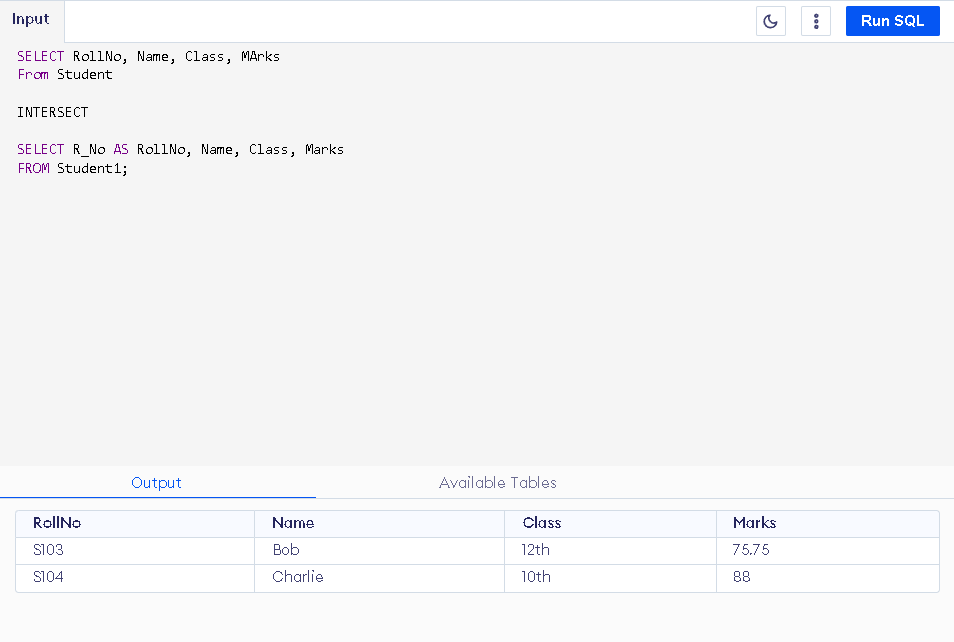 Input
Run SQL
SELECT RollNo, Name, Class, MArks
From Student
INTERSECT
SELECT R_No AS RollNo, Name, Class, Marks
FROM Student1;
Output Available Tables
RollNo Name Class Marks
S103 Bob 12th 75.75
S104 Charlie 10th 88